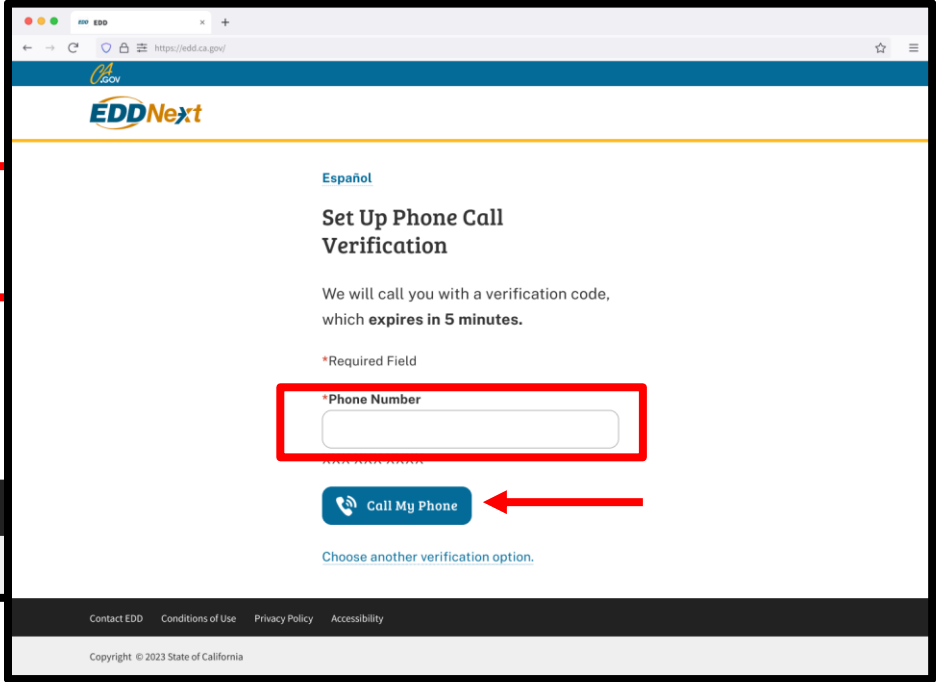 EDD EDD
https://edd.ca.gov/
CA.GOV
EDDNext
Español
Set Up Phone Call
Verification
We will call you with a verification code,
which expires in 5 minutes.
*Required Field
*Phone Number
Call My Phone
Choose another verification option.
Contact EDD Conditions of Use Privacy Policy Accessibility
Copyright © 2023 State of California